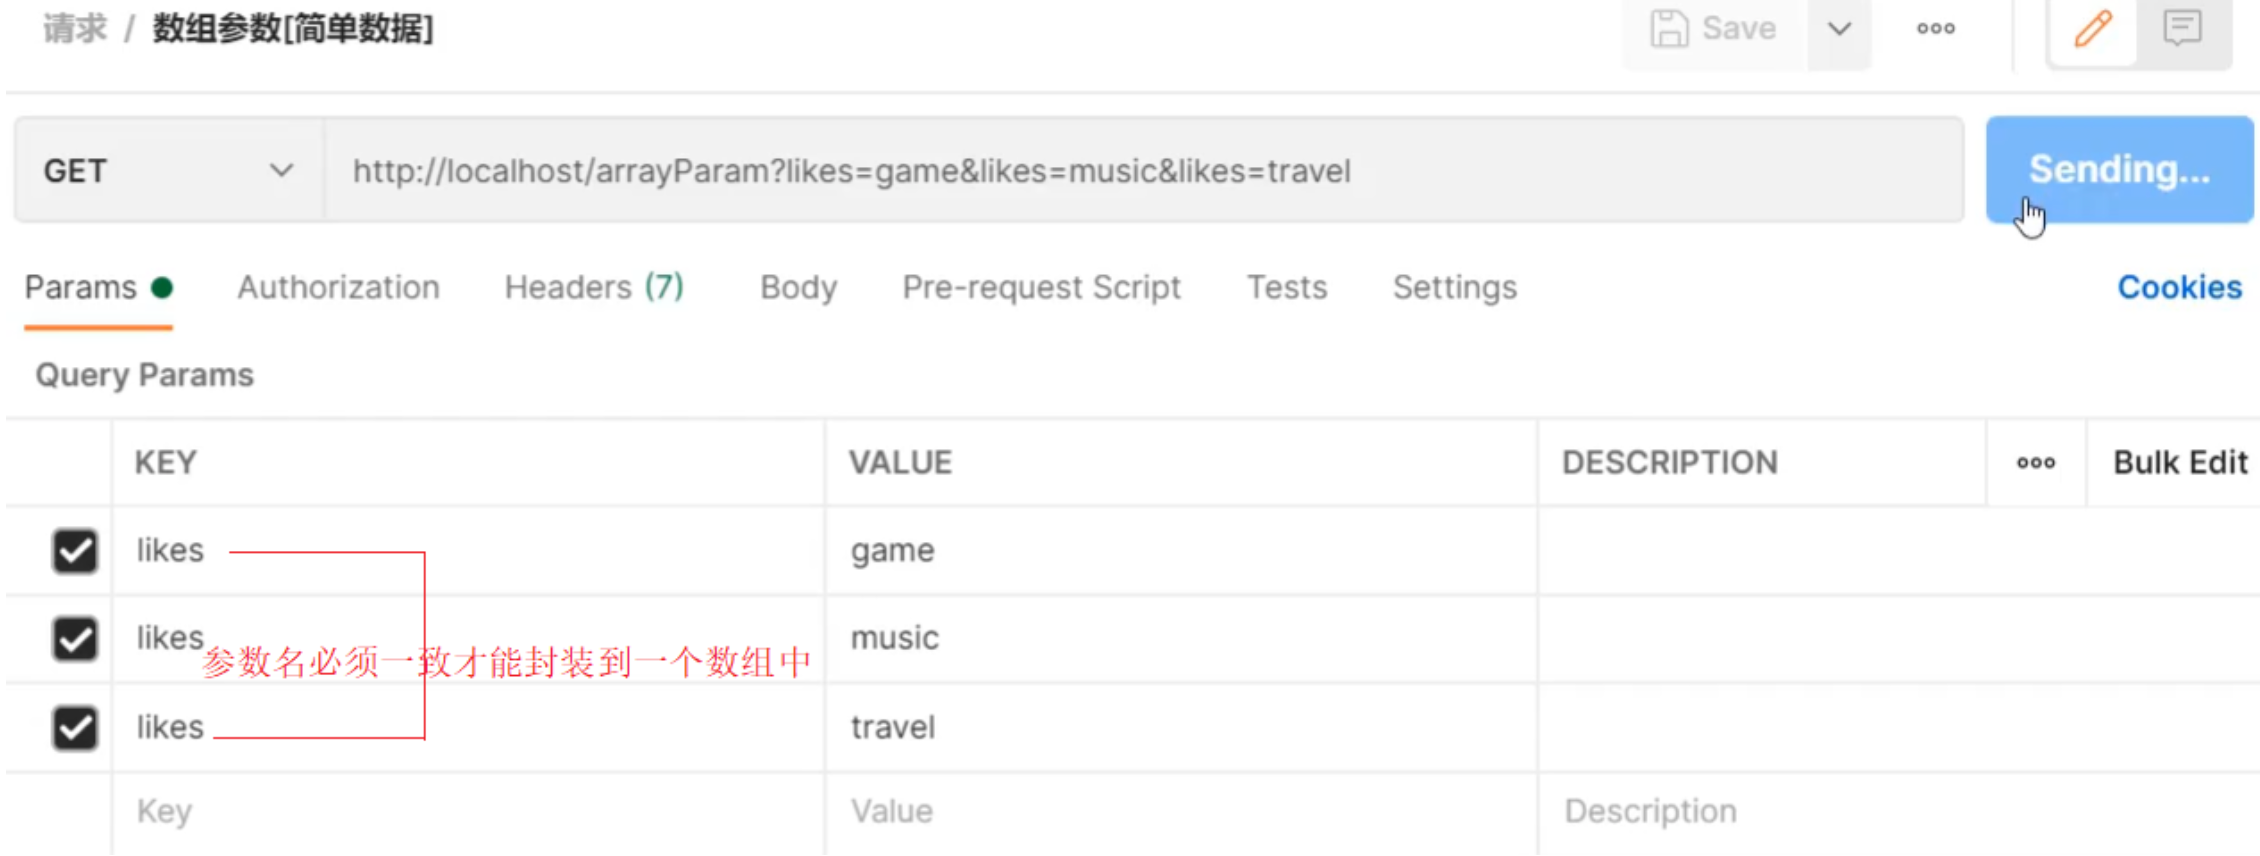 请求 / 数组参数[简单数据]
Save
GET
http://localhost/arrayParam?likes=game&likes=music&likes=travel
Sending...
Params
Authorization
Headers (7)
Body
Pre-request Script
Tests
Settings
Cookies
Query Params
KEY
VALUE
DESCRIPTION
Bulk Edit
likes
game
likes
music
参数名必须一致才能封装到一个数组中
likes
travel
Key
Value
Description